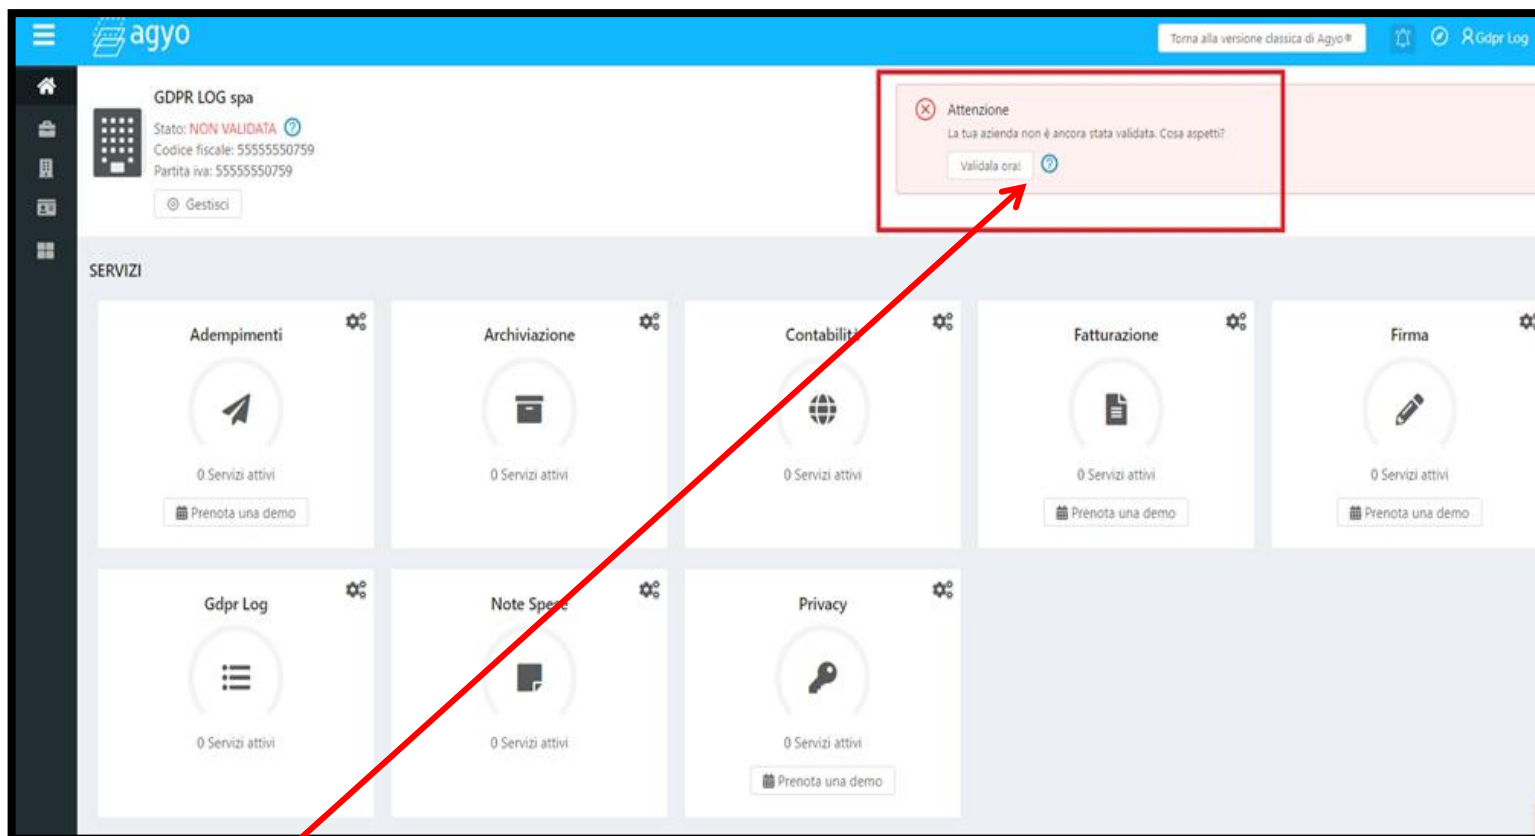 agyo
Torna alla versione classica di Agyo®
Gdpr Log
GDPR LOG spa
Stato: NON VALIDATA
Codice fiscale: 55555550759
Partita iva: 55555550759
Gestisci
Attenzione
La tua azienda non è ancora stata validata. Cosa aspetti?
Validala ora!
SERVIZI
Adempimenti
Archiviazione
Contabilità
Fatturazione
Firma
0 Servizi attivi
0 Servizi attivi
0 Servizi attivi
0 Servizi attivi
0 Servizi attivi
Prenota una demo
Prenota una demo
Prenota una demo
Gdpr Log
Note Spese
Privacy
0 Servizi attivi
0 Servizi attivi
0 Servizi attivi
Prenota una demo